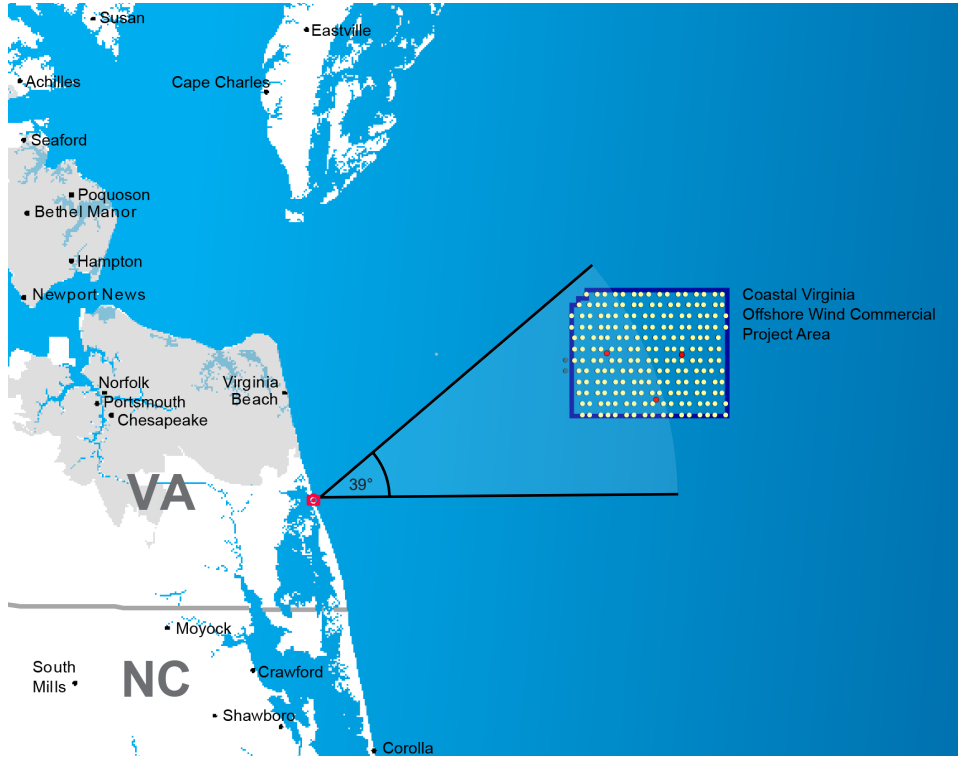 Susan
Eastville
Achilles
Cape Charles
Seaford
Poquoson
Bethel Manor
Hampton
Newport News
Coastal Virginia
Offshore Wind Commercial
Project Area
Norfolk
Portsmouth
Chesapeake
Virginia
Beach
VA
39°
Moyock
South
Mills
NC
Crawford
Shawboro
Corolla